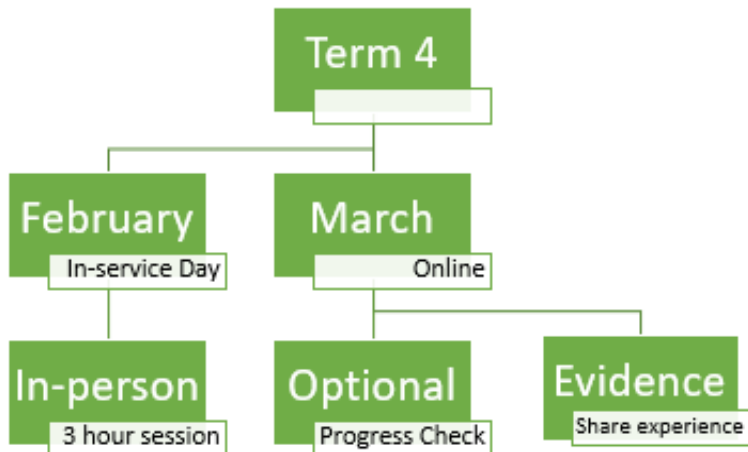 Term 4
February
In-service Day
March
Online
In-person
3 hour session
Optional
Progress Check
Evidence
Share experience